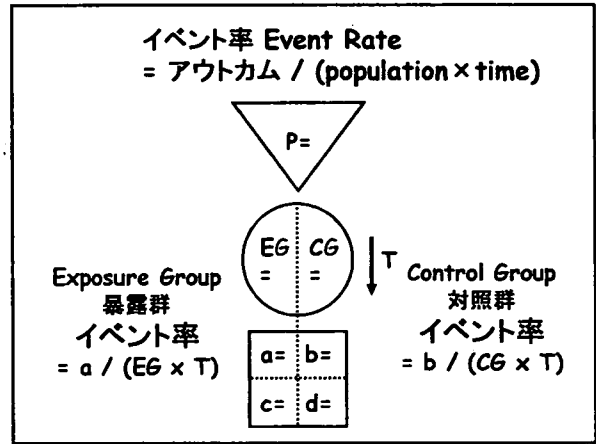 イベント率 Event Rate
= アウトカム / (population×time)
P=
EG CG
= =
T
Exposure Group
暴露群
イベント率
= a / (EG x T)
Control Group
対照群
イベント率
= b / (CG x T)
a= b=
c= d=